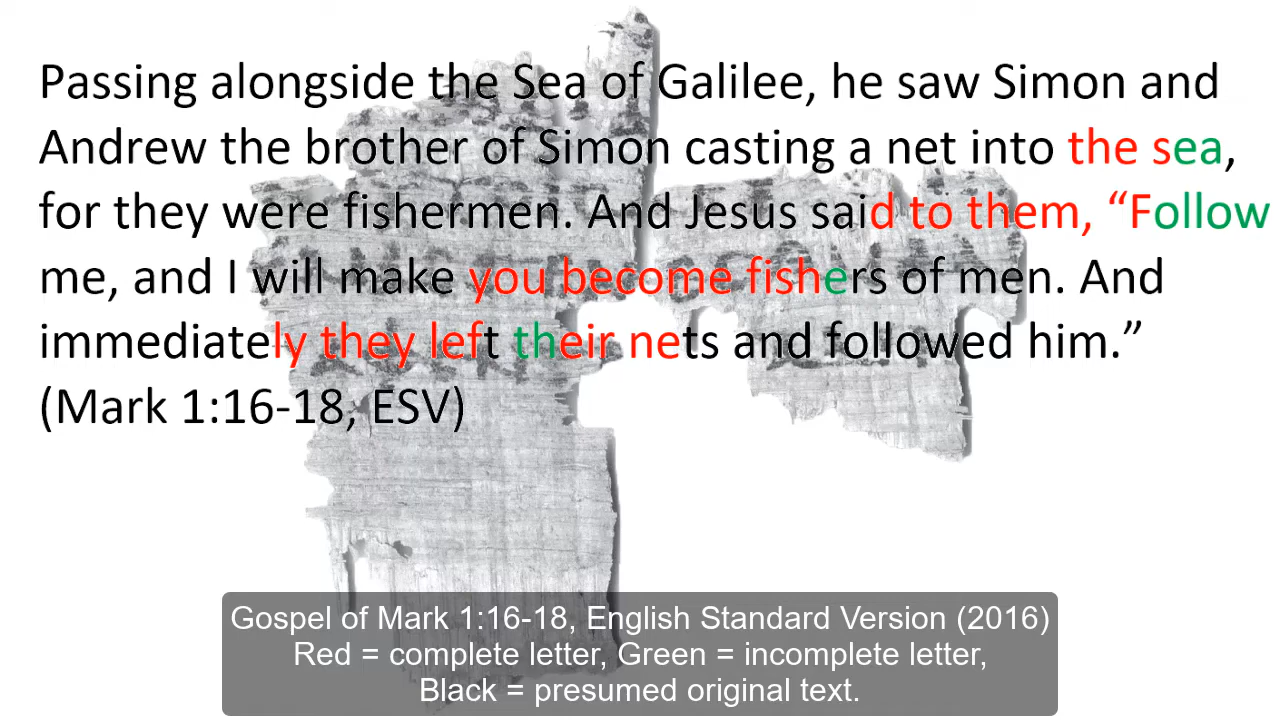 Passing alongside the Sea of Galilee, he saw Simon and
Andrew the brother of Simon casting a net into the sea,
for they were fishermen. And Jesus said to them, “Follow
me, and I will make you become fishers of men. And
immediately they left their nets and followed him.”
(Mark 1:16-18, ESV)
Gospel of Mark 1:16-18, English Standard Version (2016)
Red = complete letter, Green = incomplete letter,
Black = presumed original text.